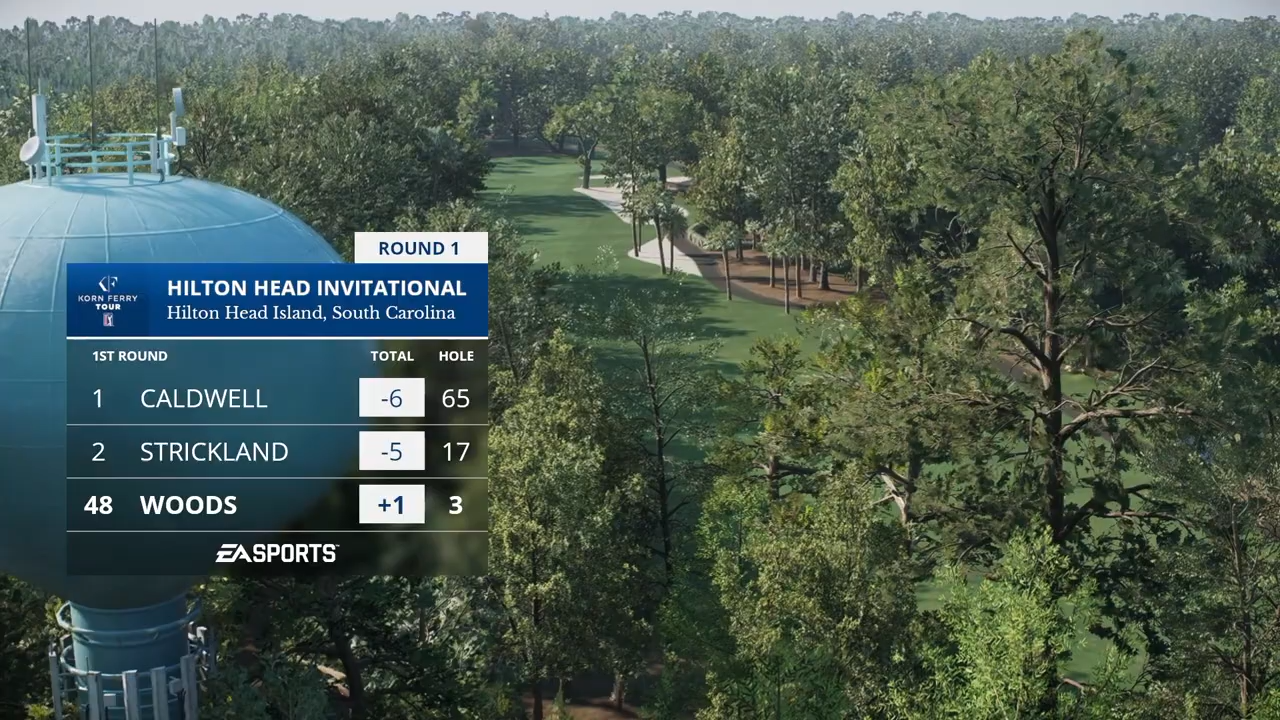 ROUND 1
KORN FERRY
TOUR
HILTON HEAD INVITATIONAL
Hilton Head Island, South Carolina
1ST ROUND TOTAL HOLE
1 CALDWELL -6 65
2 STRICKLAND -5 17
48 WOODS +1 3
EA SPORTS™